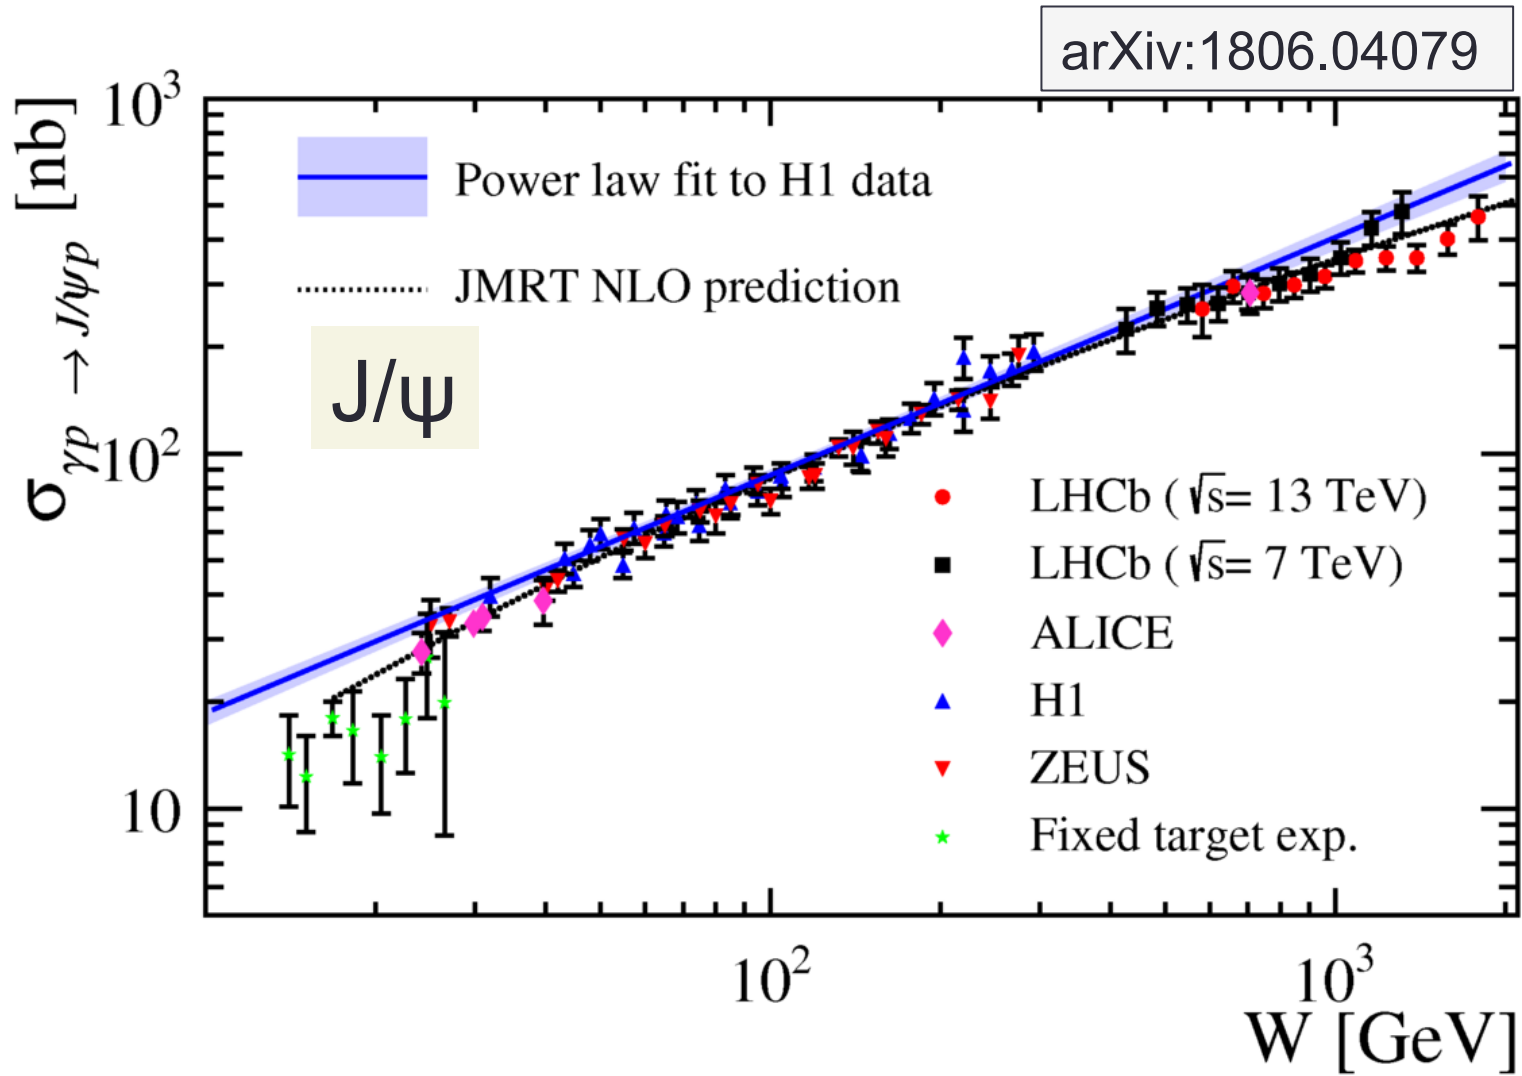 arXiv:1806.04079
σ γp → J/ψp [nb]
10³
10²
10
Power law fit to H1 data
JMRT NLO prediction
J/ψ
LHCb (√s= 13 TeV)
LHCb (√s= 7 TeV)
ALICE
H1
ZEUS
Fixed target exp.
10² 10³
W [GeV]